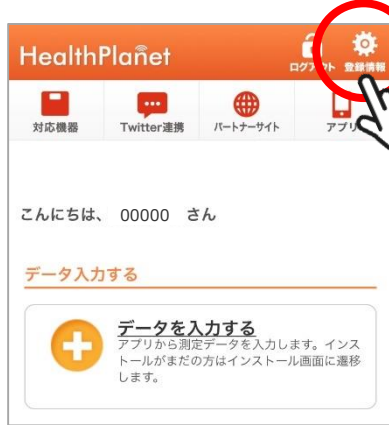 HealthPlanet
ログアウト 登録情報
対応機器 Twitter連携 パートナーサイト アプリ
こんにちは、 00000 さん
データ入力する
データを入力する
アプリから測定データを入力します。インス
トールがまだの方はインストール画面に遷移
します。